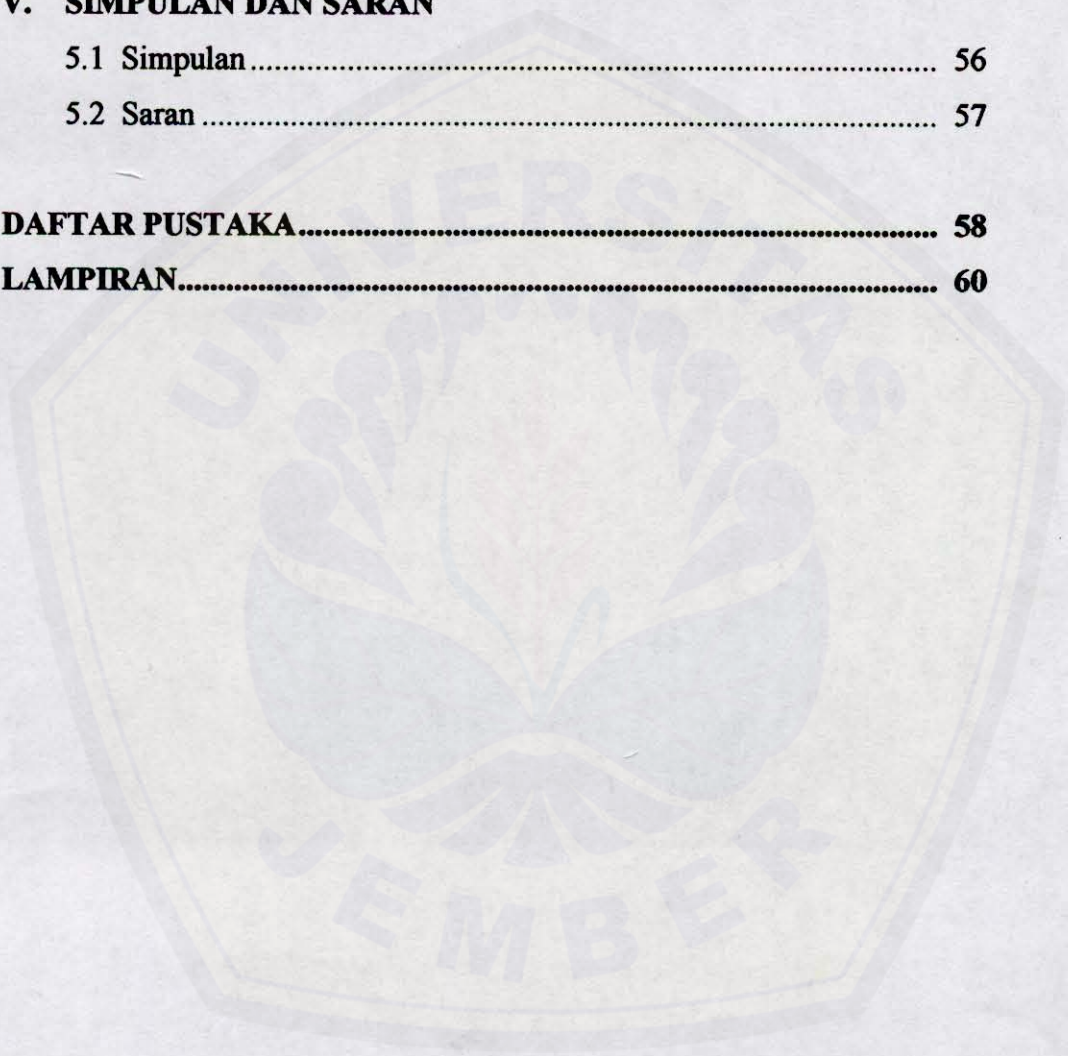 V. SIMPULAN DAN SARAN
5.1 Simpulan........................................................................ 56
5.2 Saran........................................................................ 57
DAFTAR PUSTAKA........................................................................ 58
LAMPIRAN........................................................................ 60
UNIVERSITAS
JEMBER